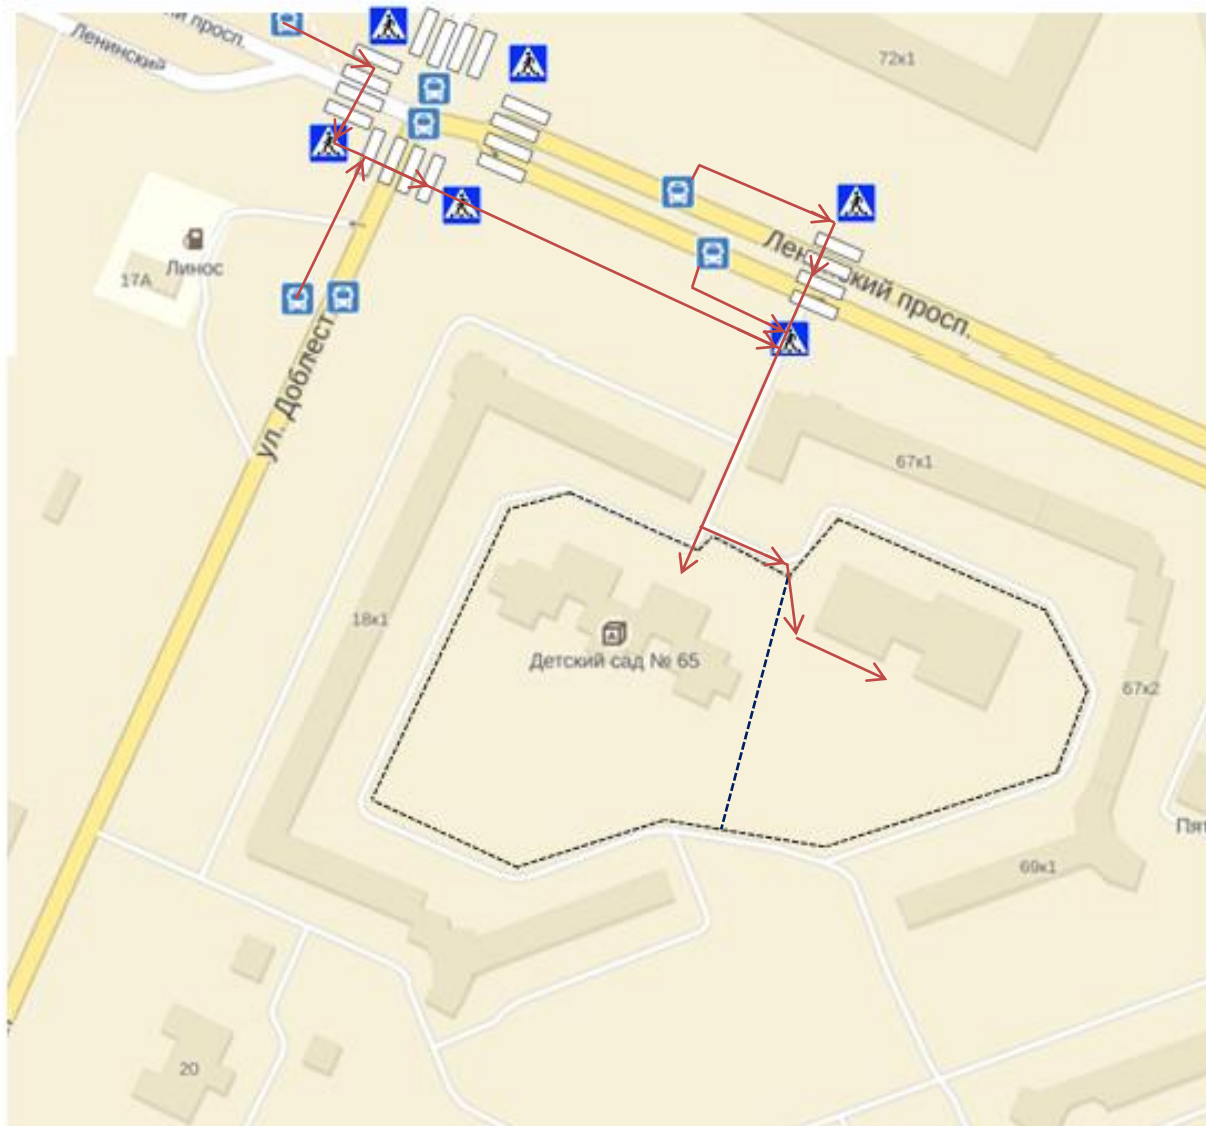 просп.
Ленинский
72к1
Линос
17А
Ленинский просп.
ул. Доблест
67к1
18к1
Детский сад № 65
67к2
69к1
20